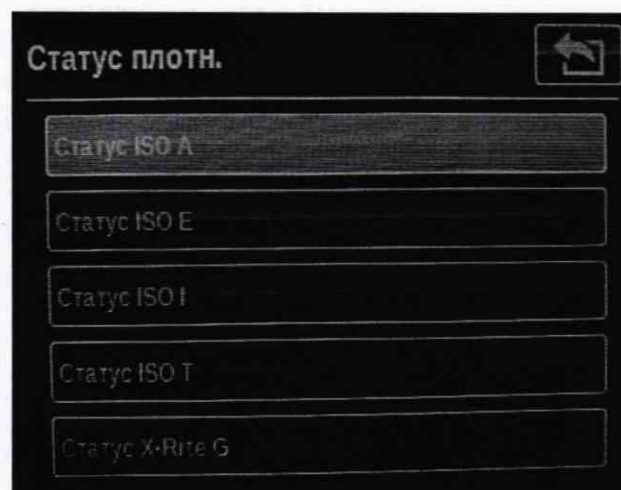 Статус плотн.
Статус ISO A
Статус ISO E
Статус ISO I
Статус ISO T
Статус X-Rite G